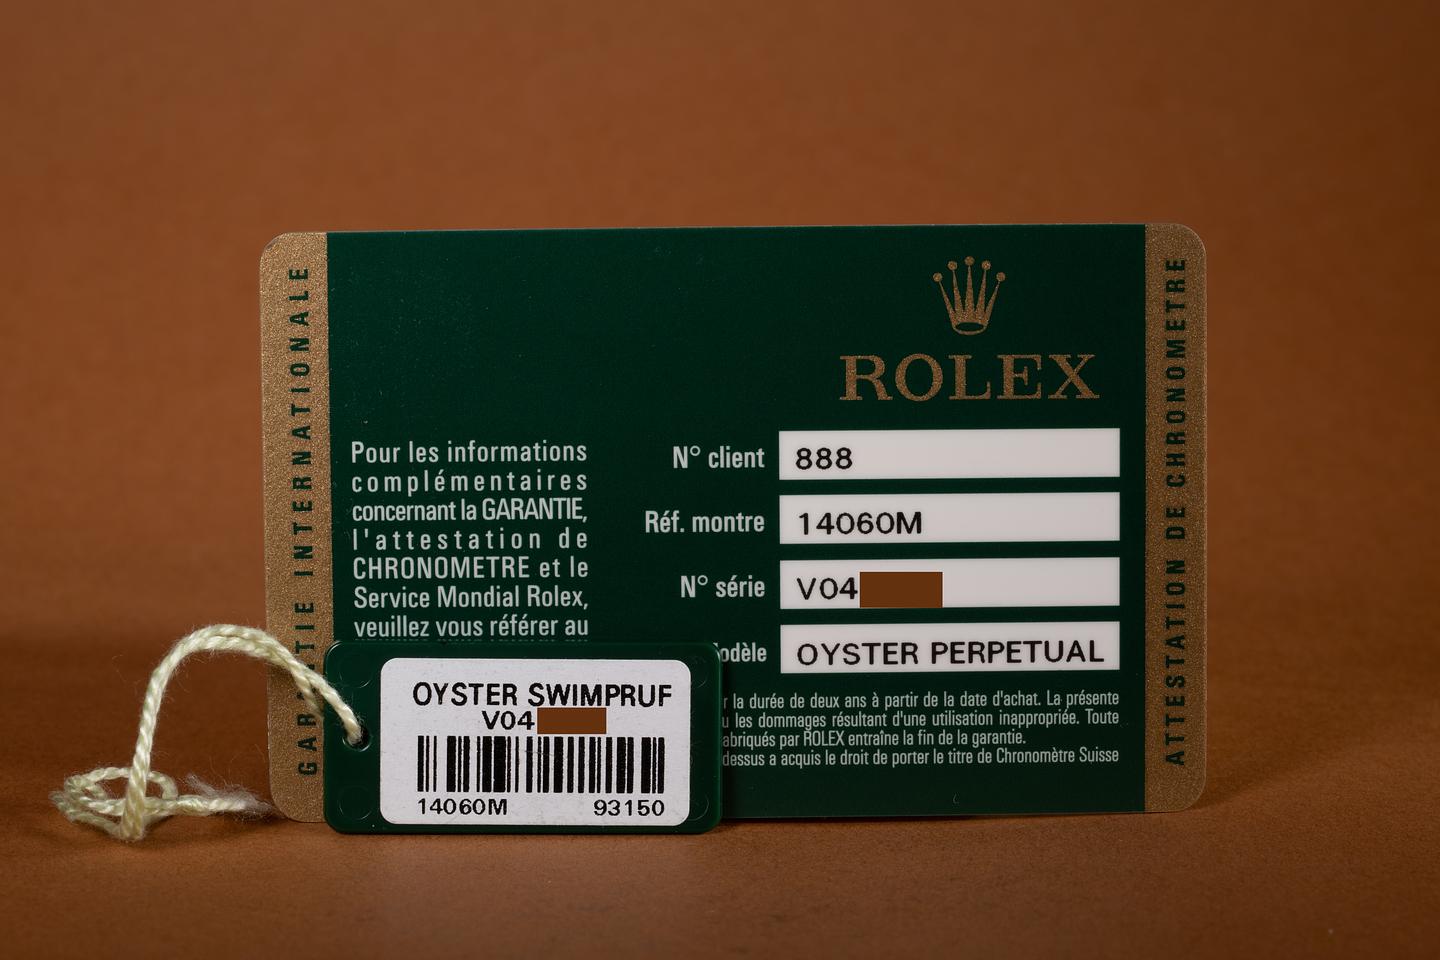 GARANTIE INTERNATIONALE
ROLEX
Pour les informations
complémentaires
concernant la GARANTIE,
l'attestation de
CHRONOMETRE et le
Service Mondial Rolex,
veuillez vous référer au
N° client 888
Réf. montre 14060M
N° série V04
odèle OYSTER PERPETUAL
r la durée de deux ans à partir de la date d'achat. La présente
les dommages résultant d'une utilisation inappropriée. Toute
abriqués par ROLEX entraîne la fin de la garantie.
dessus a acquis le droit de porter le titre de Chronomètre Suisse
ATTESTATION DE CHRONOMETRE
OYSTER SWIMPRUF
V04
14060M 93150